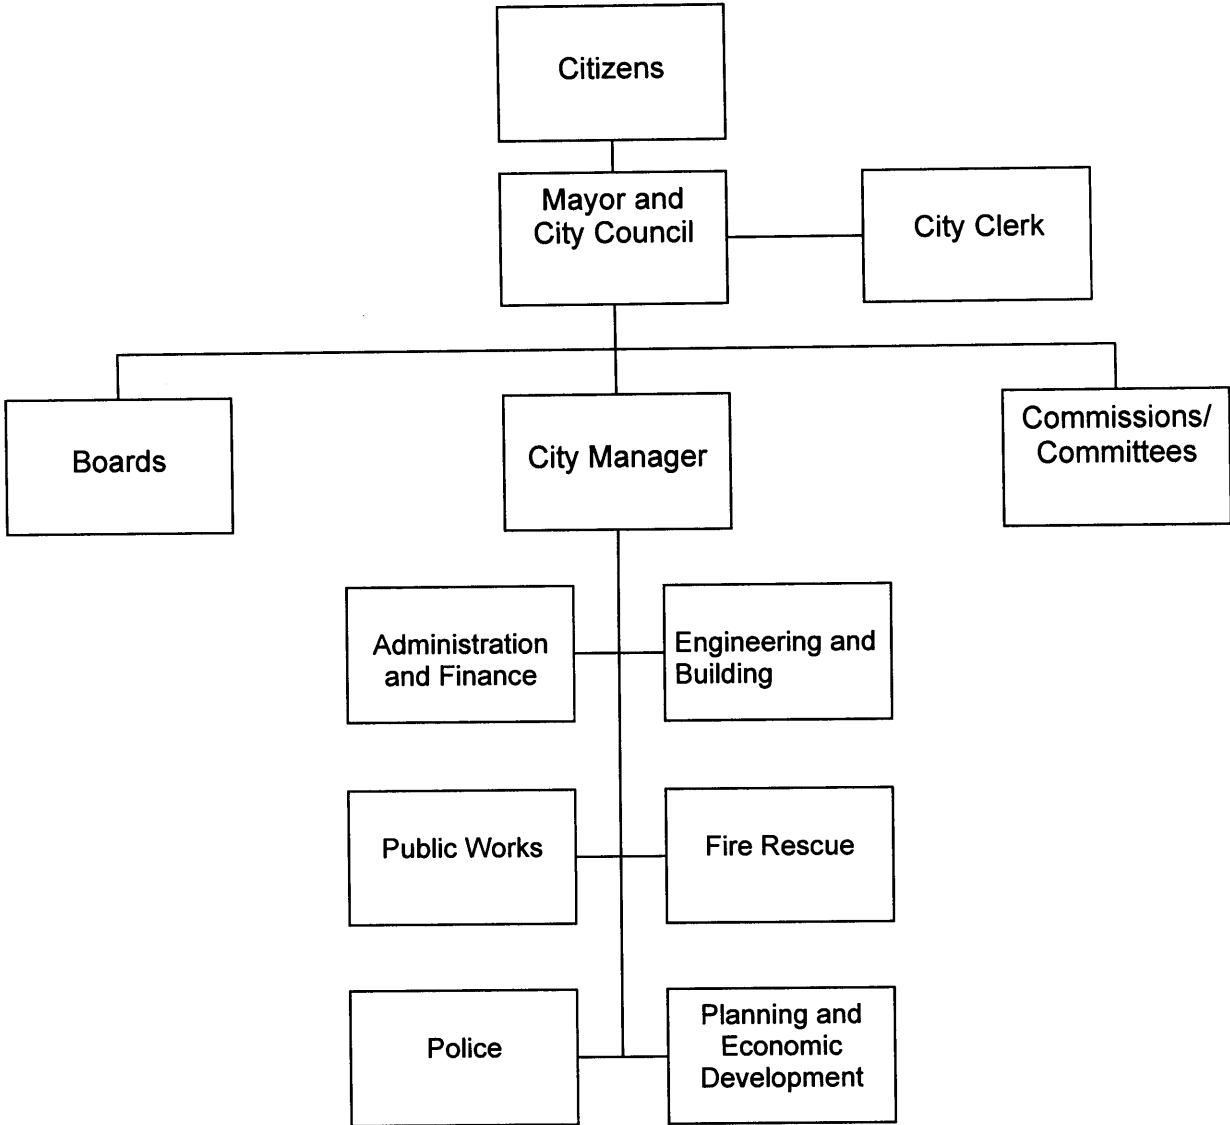 Citizens
Mayor and
City Council
City Clerk
Boards
City Manager
Commissions/
Committees
Administration
and Finance
Engineering and
Building
Public Works
Fire Rescue
Police
Planning and
Economic
Development